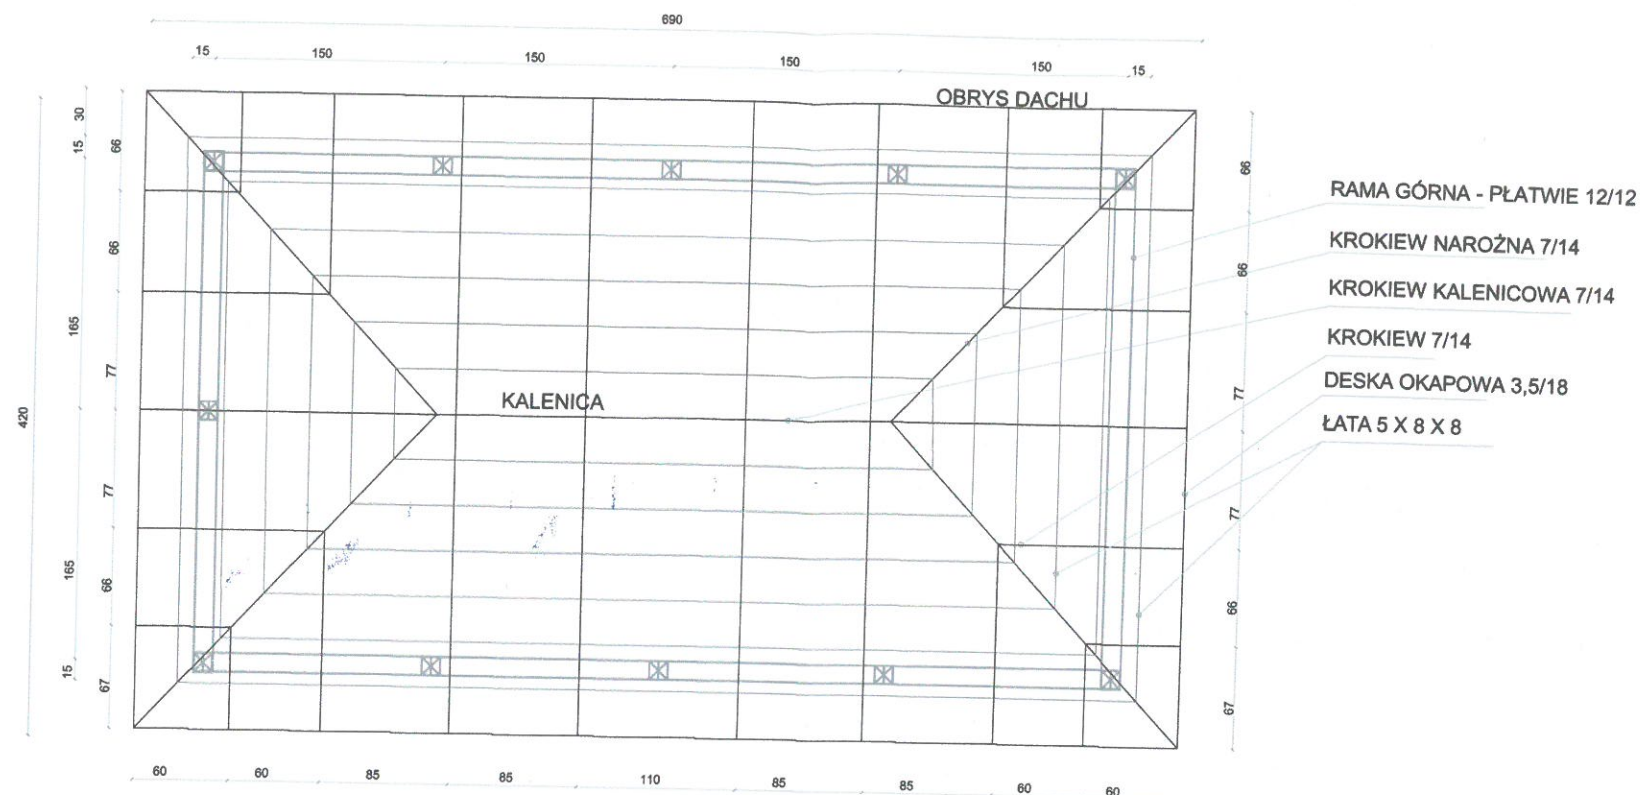 690
15 150 150 150 150 15
OBRYS DACHU
30
15
165
165
15
420
66
66
77
77
66
67
KALENICA
66
66
77
77
66
67
RAMA GÓRNA - PŁATWIE 12/12
KROKIEW NAROŻNA 7/14
KROKIEW KALENICOWA 7/14
KROKIEW 7/14
DESKA OKAPOWA 3,5/18
ŁATA 5 X 8 X 8
60 60 85 85 110 85 85 60 60